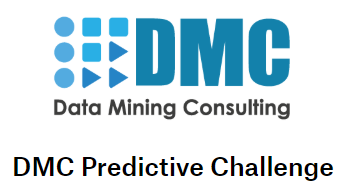 DMC
Data Mining Consulting
DMC Predictive Challenge